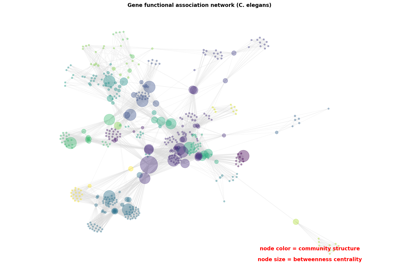 Gene functional association network (C. elegans)
node color = community structure
node size = betweenness centrality